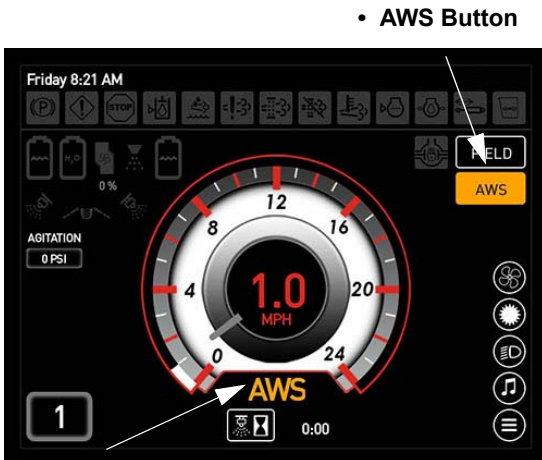 • AWS Button
Friday 8:21 AM
P
STOP
H₂O
0 %
FIELD
AWS
AGITATION
0 PSI
12
8
16
4
20
1.0
MPH
0
24
AWS
1
0:00